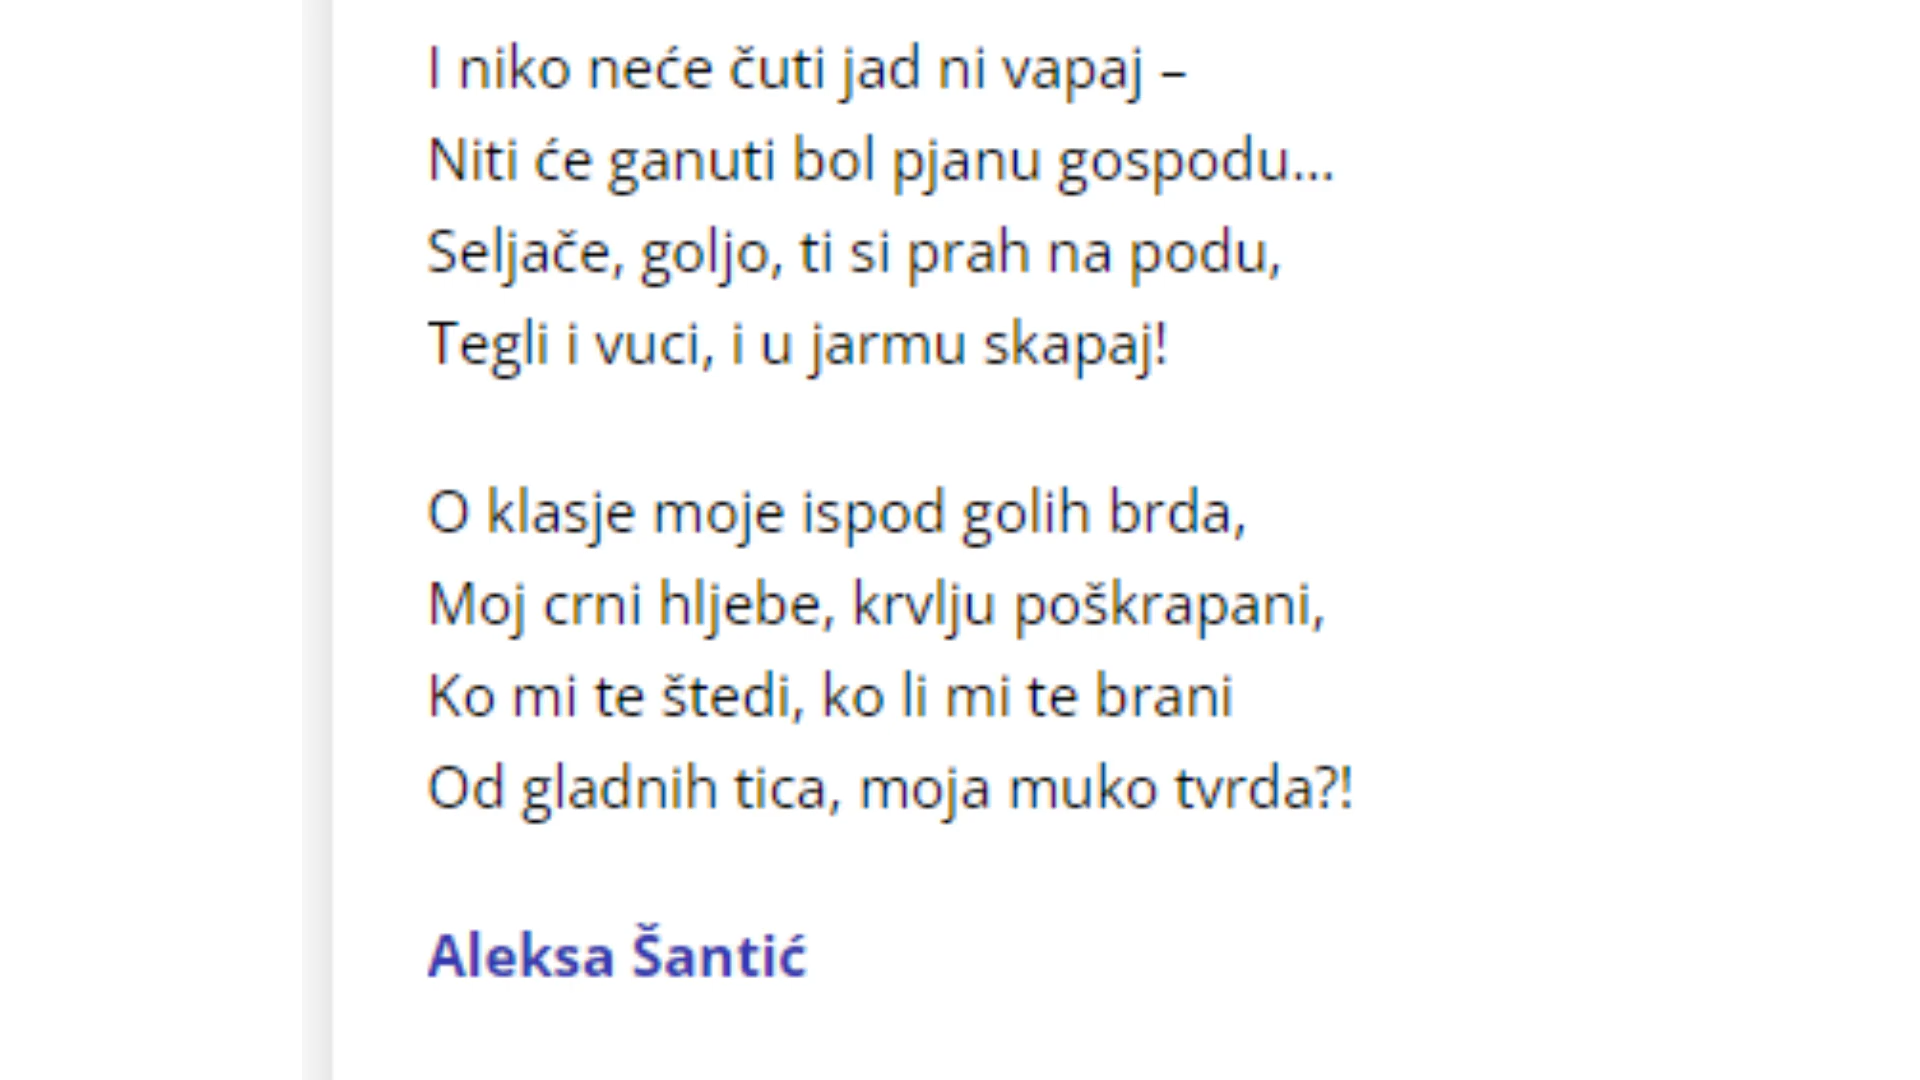 I niko neće čuti jad ni vapaj –
Niti će ganuti bol pjanu gospodu...
Seljače, goljo, ti si prah na podu,
Tegli i vuci, i u jarmu skapaj!
O klasje moje ispod golih brda,
Moj crni hljebe, krvlju poškrapani,
Ko mi te štedi, ko li mi te brani
Od gladnih tica, moja muko tvrda?!
Aleksa Šantić